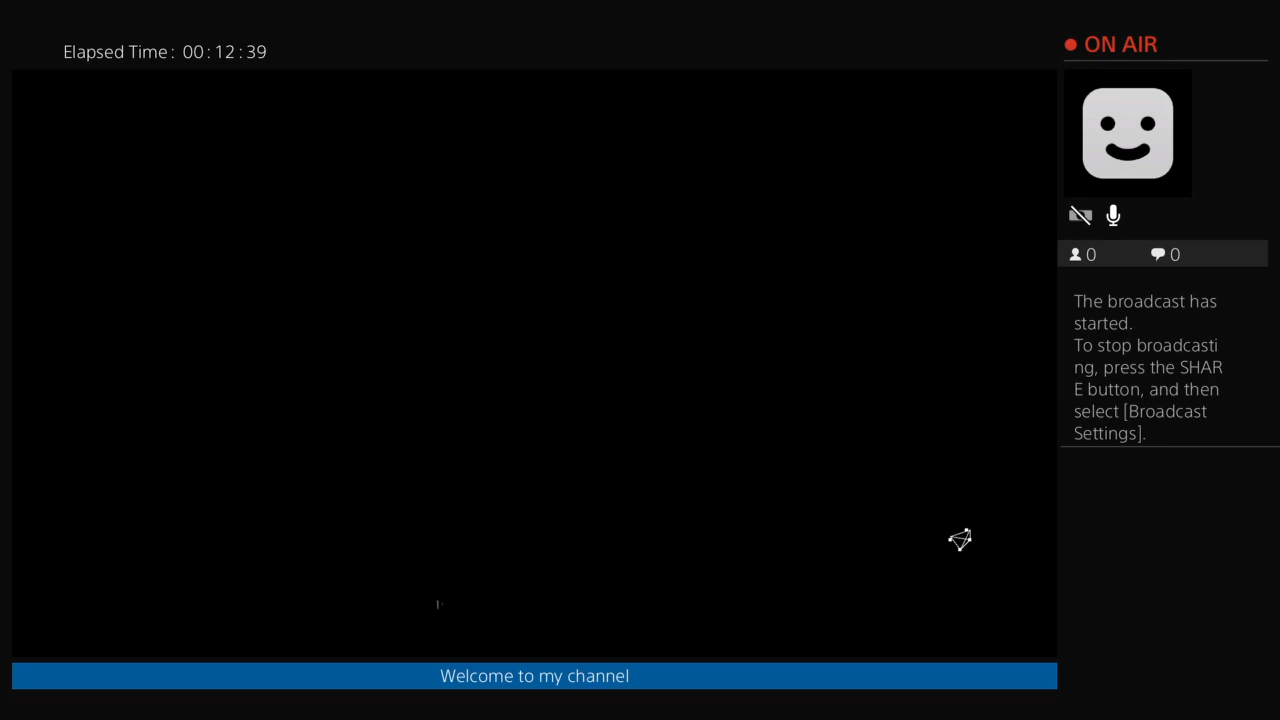 Elapsed Time: 00:12:39
ON AIR
0 0
The broadcast has
started.
To stop broadcasti
ng, press the SHAR
E button, and then
select [Broadcast
Settings].
Welcome to my channel